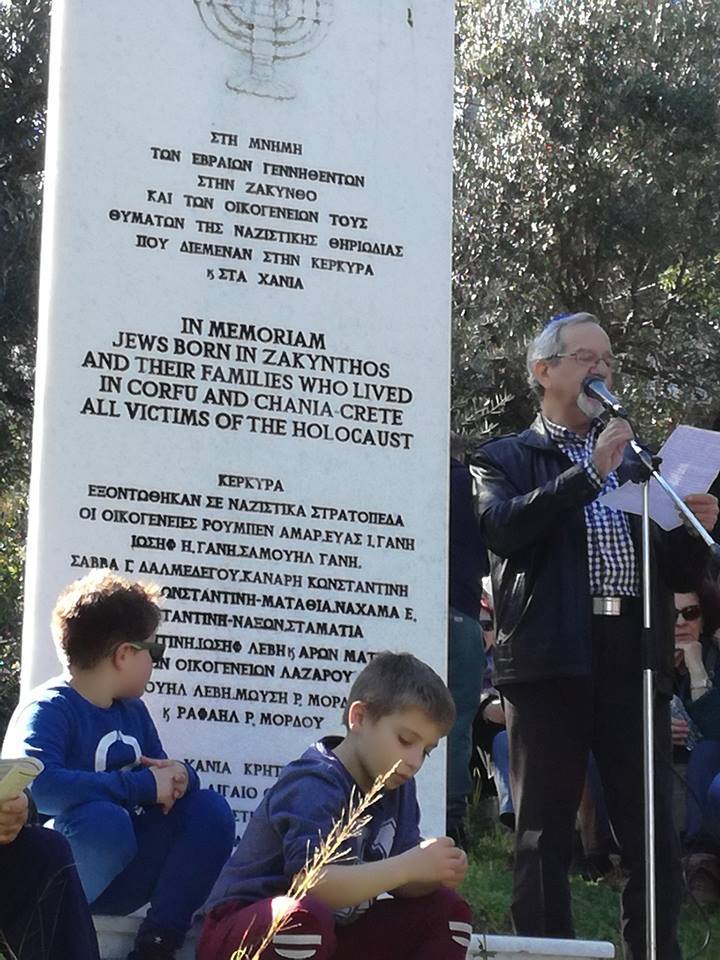 ΣΤΗ ΜΝΗΜΗ
ΤΩΝ ΕΒΡΑΙΩΝ ΓΕΝΝΗΘΕΝΤΩΝ
ΣΤΗΝ ΖΑΚΥΝΘΟ
ΚΑΙ ΤΩΝ ΟΙΚΟΓΕΝΕΙΩΝ ΤΟΥΣ
ΘΥΜΑΤΩΝ ΤΗΣ ΝΑΖΙΣΤΙΚΗΣ ΘΗΡΙΩΔΙΑΣ
ΠΟΥ ΔΙΕΜΕΝΑΝ ΣΤΗΝ ΚΕΡΚΥΡΑ
ϗ ΣΤΑ ΧΑΝΙΑ
IN MEMORIAM
JEWS BORN IN ZAKYNTHOS
AND THEIR FAMILIES WHO LIVED
IN CORFU AND CHANIA-CRETE
ALL VICTIMS OF THE HOLOCAUST
ΚΕΡΚΥΡΑ
ΕΞΟΝΤΩΘΗΚΑΝ ΣΕ ΝΑΖΙΣΤΙΚΑ ΣΤΡΑΤΟΠΕΔΑ
ΟΙ ΟΙΚΟΓΕΝΕΙΕΣ ΡΟΥΜΠΕΝ ΑΜΑΡ,ΕΥΑΣ Ι.ΓΑΝΗ
ΙΩΣΗΦ Η.ΓΑΝΗ,ΣΑΜΟΥΗΛ ΓΑΝΗ,
ΣΑΒΒΑ Γ. ΔΑΛΜΕΔΕΓΟΥ,ΚΑΝΑΡΗ ΚΩΝΣΤΑΝΤΙΝΗ
ΩΝΣΤΑΝΤΙΝΗ-ΜΑΤΑΘΙΑ,ΝΑΧΑΜΑ Ε.
ΤΑΝΤΙΝΗ-ΝΑΞΩΝ,ΣΤΑΜΑΤΙΑ
ΤΙΝΗ,ΙΩΣΗΦ ΛΕΒΗ ϗ ΑΡΩΝ ΜΑΤ
Ν ΟΙΚΟΓΕΝΕΙΩΝ ΛΑΖΑΡΟΥ
ΟΥΗΛ ΛΕΒΗ,ΜΩΥΣΗ Ρ. ΜΟΡΔ
ϗ ΡΑΦΑΗΛ Ρ. ΜΟΡΔΟΥ
ΧΑΝΙΑ ΚΡΗΤ
ΑΙΓΑΙΟ